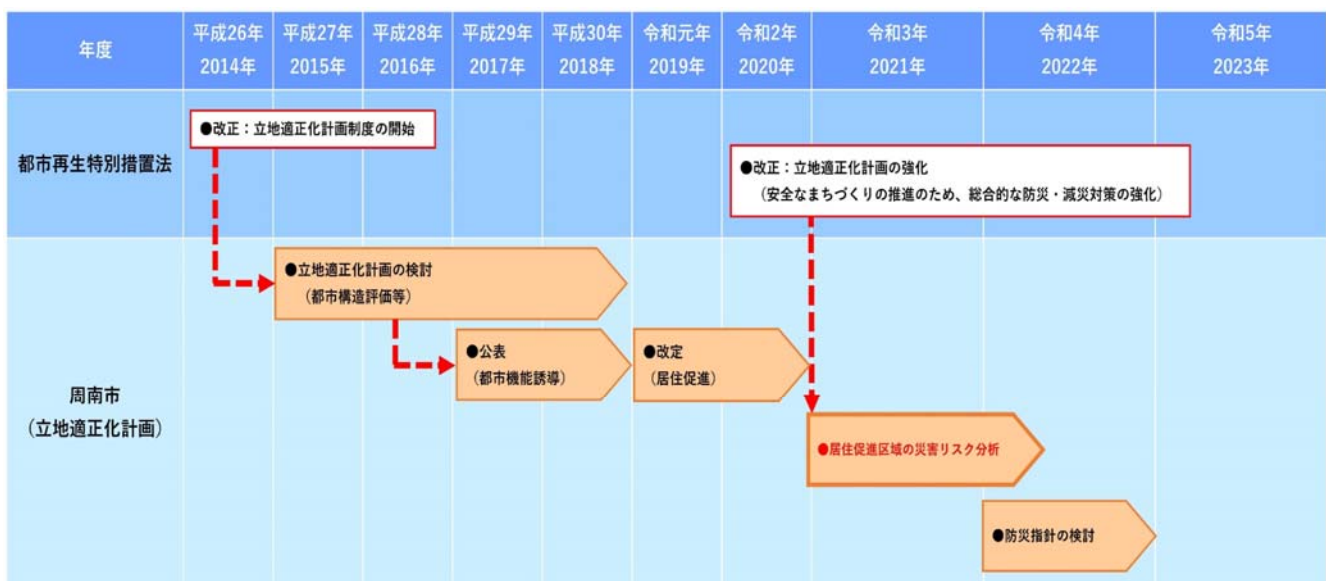 年度
平成26年
2014年
平成27年
2015年
平成28年
2016年
平成29年
2017年
平成30年
2018年
令和元年
2019年
令和2年
2020年
令和3年
2021年
令和4年
2022年
令和5年
2023年
都市再生特別措置法
●改正：立地適正化計画制度の開始
●改正：立地適正化計画の強化
（安全なまちづくりの推進のため、総合的な防災・減災対策の強化）
周南市
（立地適正化計画）
●立地適正化計画の検討
（都市構造評価等）
●公表
（都市機能誘導）
●改定
（居住促進）
●居住促進区域の災害リスク分析
●防災指針の検討